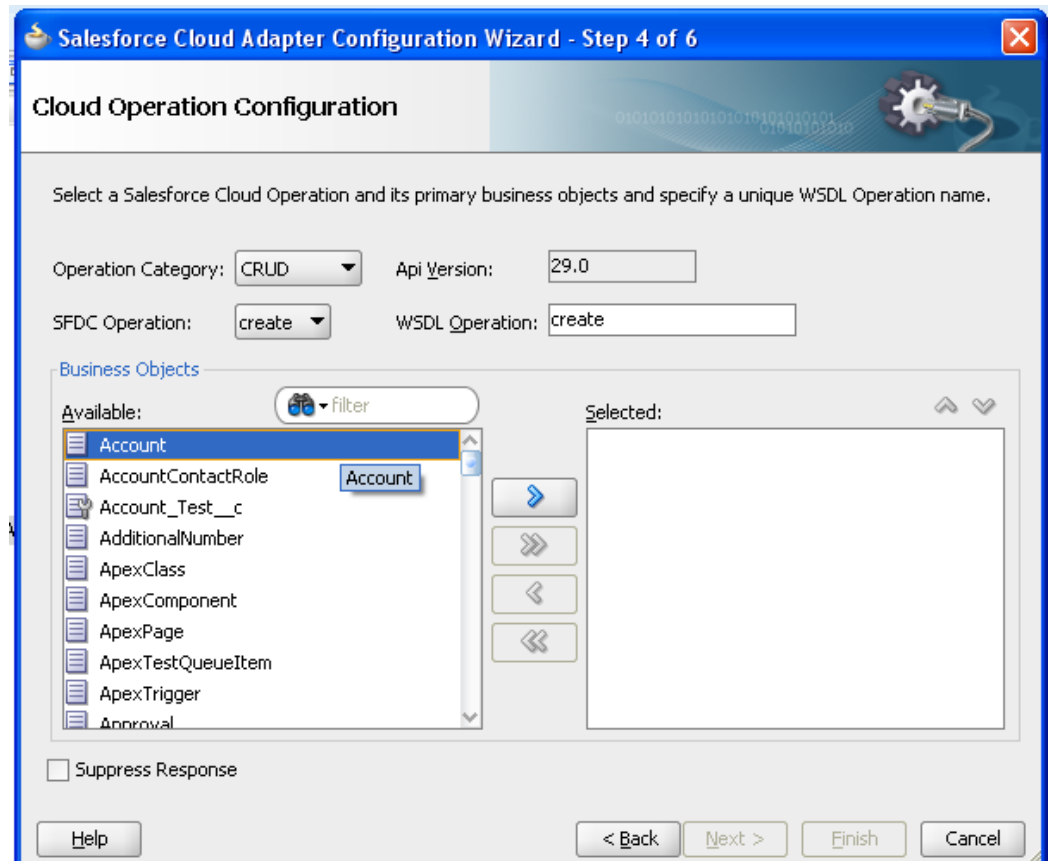 Salesforce Cloud Adapter Configuration Wizard - Step 4 of 6
Cloud Operation Configuration
Select a Salesforce Cloud Operation and its primary business objects and specify a unique WSDL Operation name.
Operation Category: CRUD Api Version: 29.0
SFDC Operation: create WSDL Operation: create
Business Objects
Available: filter Selected:
Account
AccountContactRole
Account
Account_Test__c
AdditionalNumber
ApexClass
ApexComponent
ApexPage
ApexTestQueueItem
ApexTrigger
Approval
Suppress Response
Help < Back Next > Finish Cancel